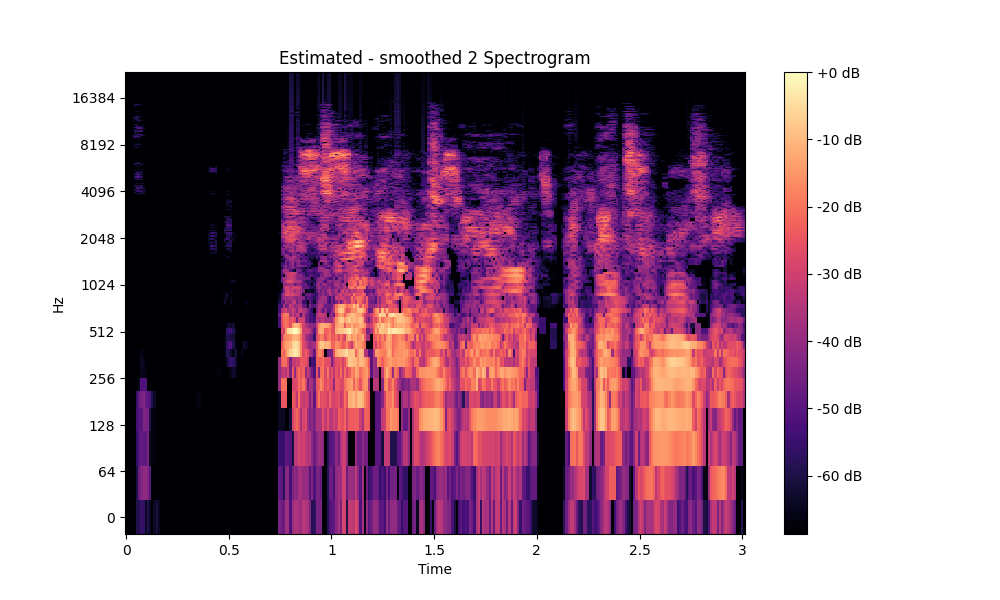 Estimated - smoothed 2 Spectrogram
16384
8192
4096
2048
1024
512
256
128
64
0
Hz
0
0.5
1
1.5
2
2.5
3
Time
+0 dB
-10 dB
-20 dB
-30 dB
-40 dB
-50 dB
-60 dB